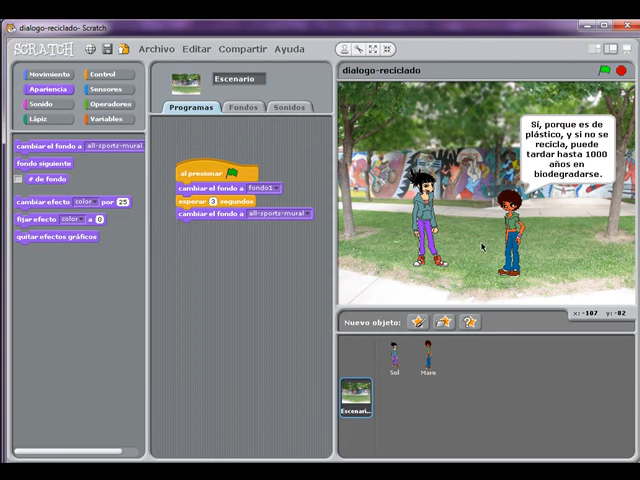 dialogo-reciclado- Scratch
SCRATCH
Archivo Editar Compartir Ayuda
Movimiento Control
Apariencia Sensores
Sonido Operadores
Lápiz Variables
cambiar el fondo a all-sports-mural
fondo siguiente
# de fondo
cambiar efecto color por 25
fijar efecto color a 0
quitar efectos gráficos
Escenario
Programas Fondos Sonidos
al presionar
cambiar el fondo a fondo1
esperar 3 segundos
cambiar el fondo a all-sports-mural
dialogo-reciclado
Sí, porque es de
plástico, y si no se
recicla, puede
tardar hasta 1000
años en
biodegradarse.
x: -107 y: -82
Nuevo objeto:
Sol
Maru
Escenari...